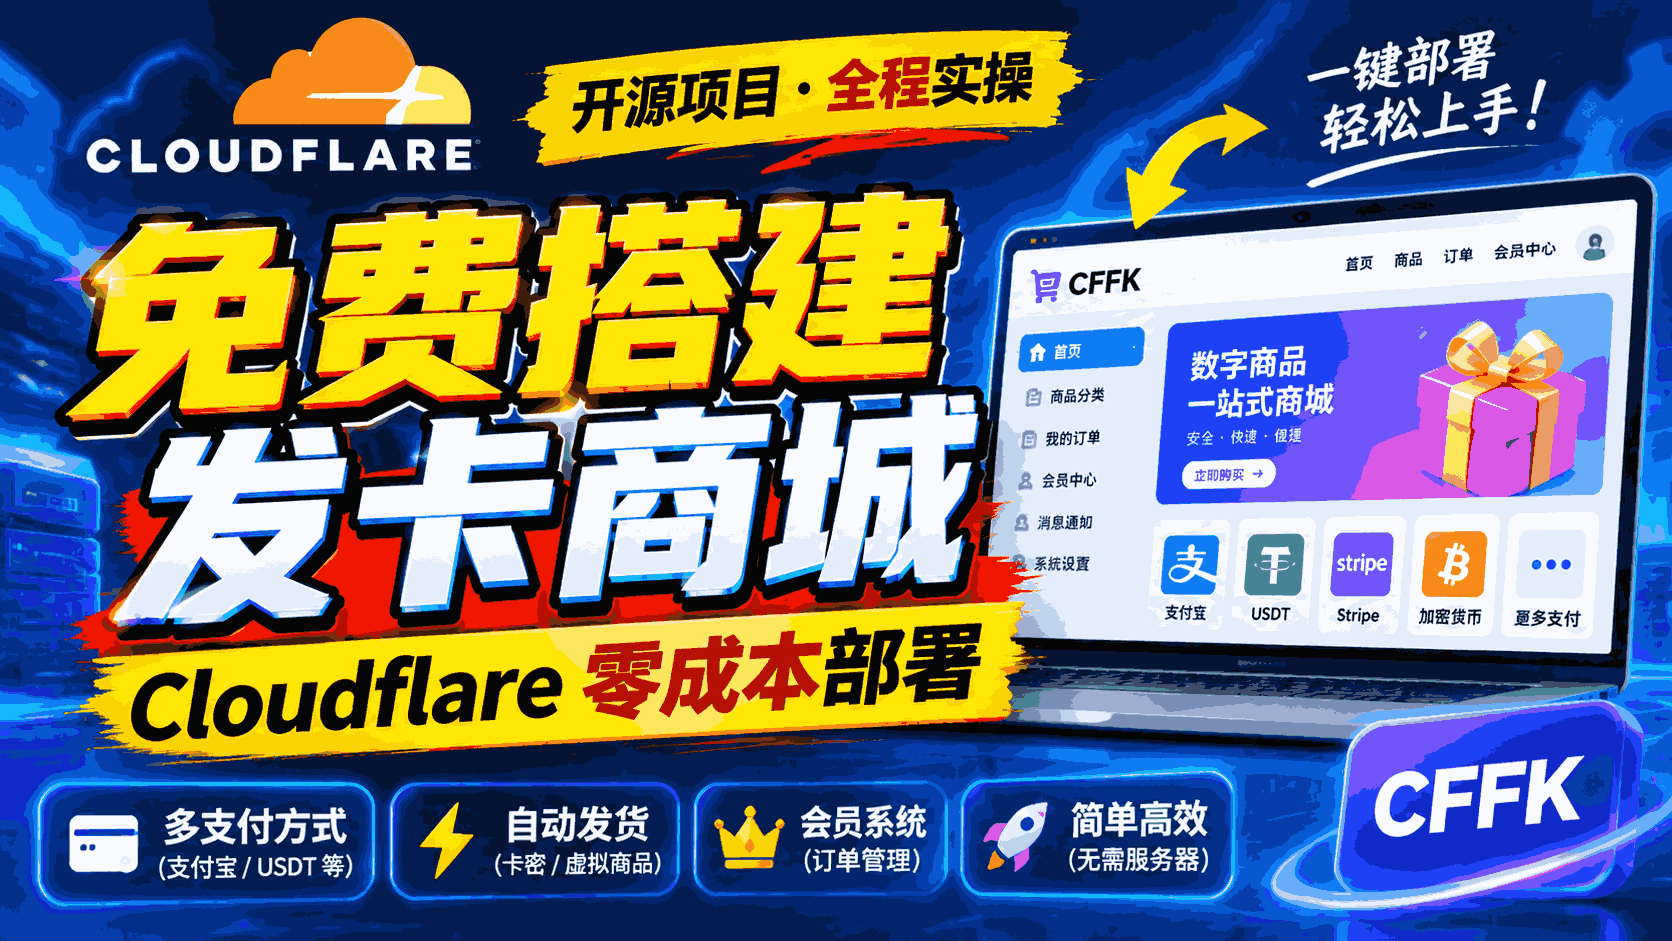 CLOUDFLARE
开源项目·全程实操
一键部署
轻松上手！
免费搭建
发卡商城
Cloudflare 零成本部署
CFFK
首页 商品 订单 会员中心
首页
商品分类
我的订单
会员中心
消息通知
系统设置
数字商品
一站式商城
安全·快速·便捷
立即购买 →
支
stripe
支付宝
USDT
Stripe
加密货币
更多支付
多支付方式
(支付宝 / USDT 等)
自动发货
(卡密 / 虚拟商品)
会员系统
(订单管理)
简单高效
(无需服务器)
CFFK